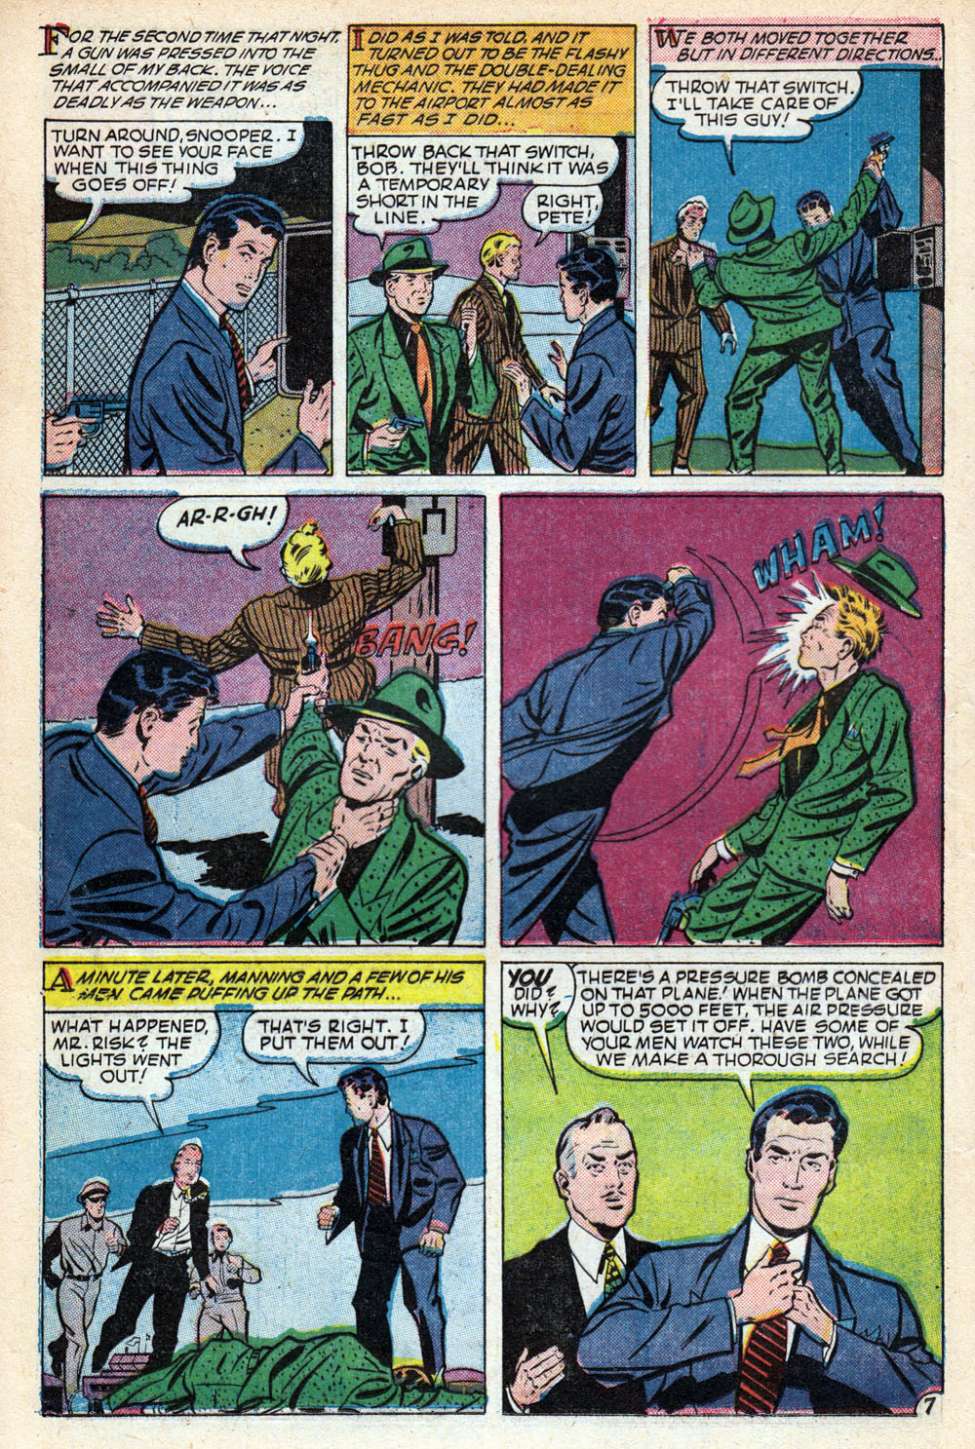 FOR THE SECOND TIME THAT NIGHT,
A GUN WAS PRESSED INTO THE
SMALL OF MY BACK. THE VOICE
THAT ACCOMPANIED IT WAS AS
DEADLY AS THE WEAPON...
TURN AROUND, SNOOPER. I
WANT TO SEE YOUR FACE
WHEN THIS THING
GOES OFF!
I DID AS I WAS TOLD, AND IT
TURNED OUT TO BE THE FLASHY
THUG AND THE DOUBLE-DEALING
MECHANIC. THEY HAD MADE IT
TO THE AIRPORT ALMOST AS
FAST AS I DID...
THROW BACK THAT SWITCH,
BOB. THEY'LL THINK IT WAS
A TEMPORARY
SHORT IN THE
LINE.
RIGHT,
PETE!
WE BOTH MOVED TOGETHER
BUT IN DIFFERENT DIRECTIONS...
THROW THAT SWITCH.
I'LL TAKE CARE OF
THIS GUY!
AR-R-GH!
BANG!
WHAM!
A MINUTE LATER, MANNING AND A FEW OF HIS
MEN CAME PUFFING UP THE PATH...
WHAT HAPPENED,
MR. RISK? THE
LIGHTS WENT
OUT!
THAT'S RIGHT. I
PUT THEM OUT!
YOU
DID?
WHY?
THERE'S A PRESSURE BOMB CONCEALED
ON THAT PLANE! WHEN THE PLANE GOT
UP TO 5000 FEET, THE AIR PRESSURE
WOULD SET IT OFF. HAVE SOME OF
YOUR MEN WATCH THESE TWO, WHILE
WE MAKE A THOROUGH SEARCH!
7